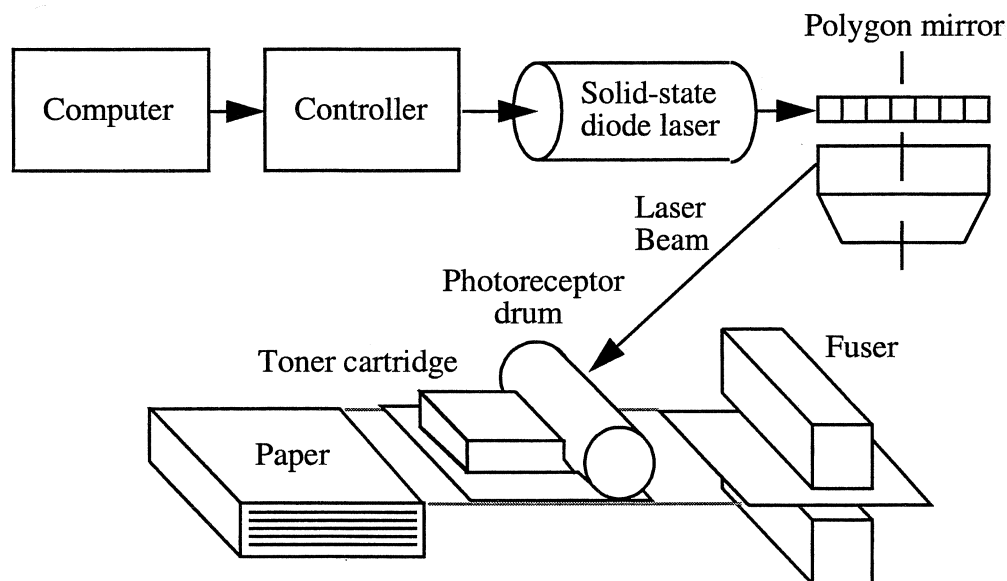 Polygon mirror
Computer
Controller
Solid-state
diode laser
Laser
Beam
Photoreceptor
drum
Toner cartridge
Fuser
Paper